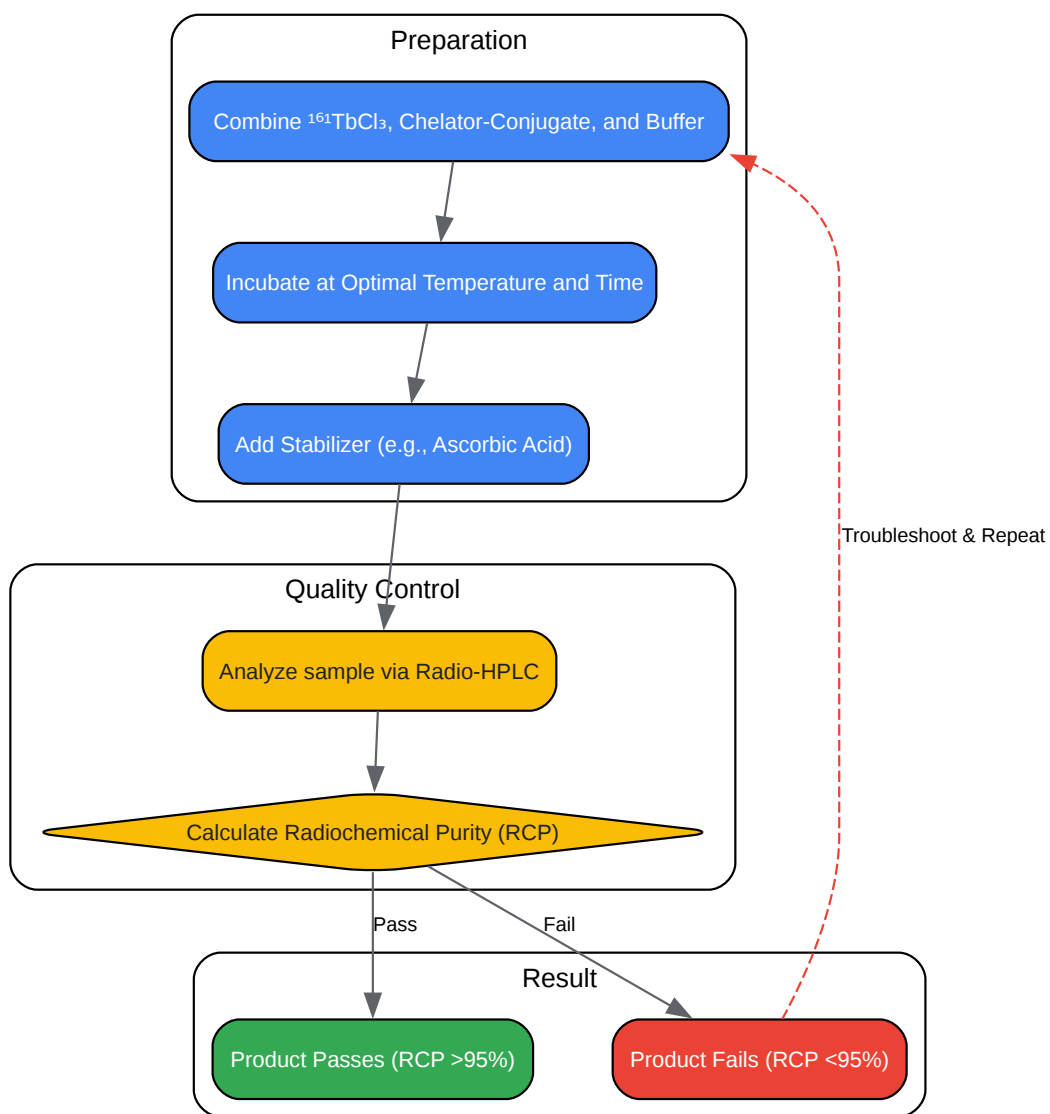 Preparation
Combine ¹⁶¹TbCl₃, Chelator-Conjugate, and Buffer
Incubate at Optimal Temperature and Time
Add Stabilizer (e.g., Ascorbic Acid)
Troubleshoot & Repeat
Quality Control
Analyze sample via Radio-HPLC
Calculate Radiochemical Purity (RCP)
Pass
Fail
Result
Product Passes (RCP >95%)
Product Fails (RCP <95%)